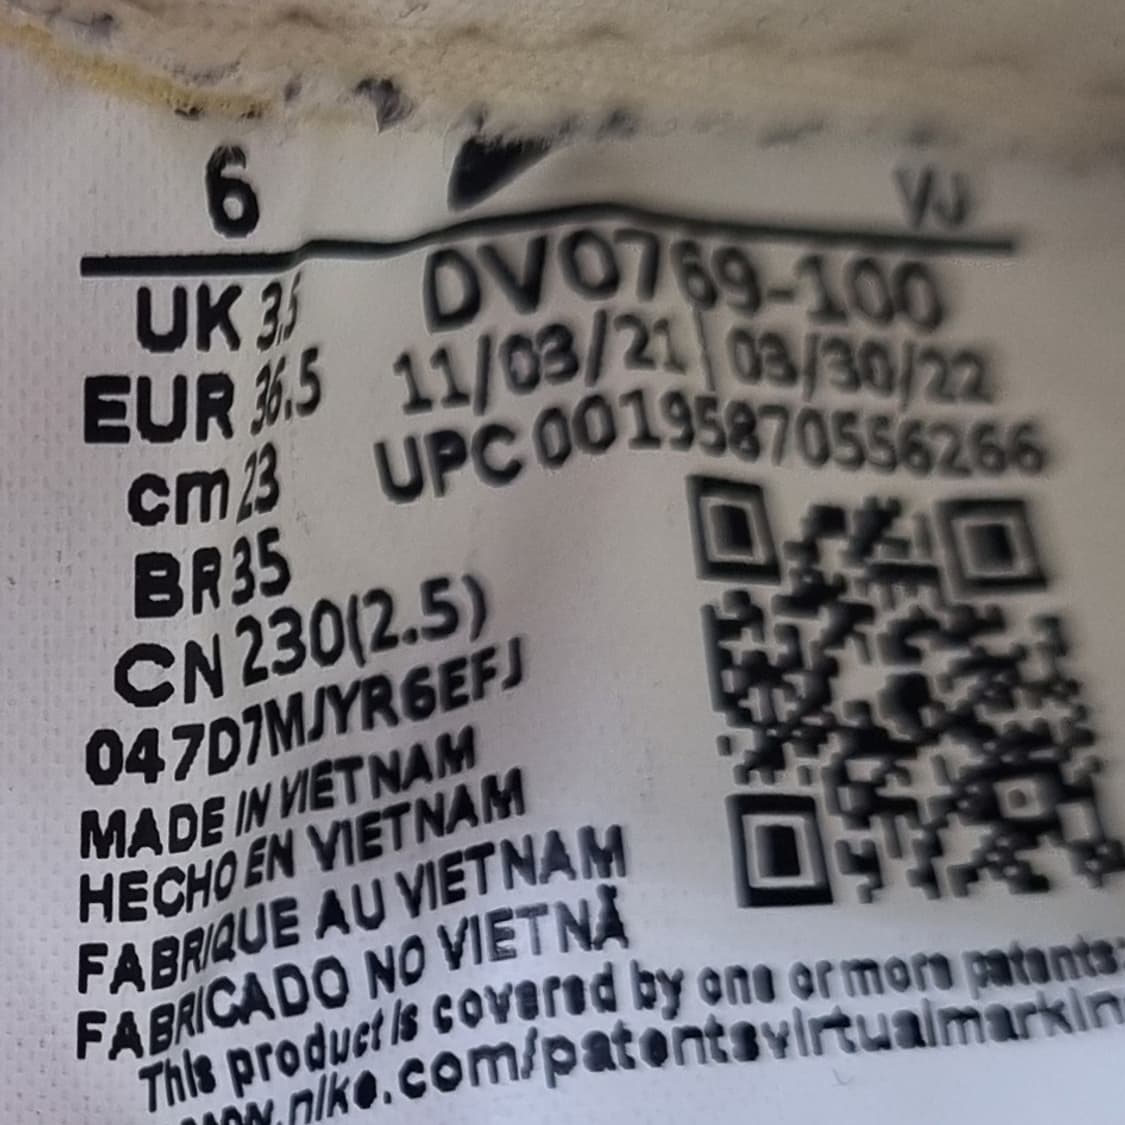 6 VJ
UK 3.5
EUR 36.5
cm 23
BR 35
CN 230(2.5)
DV0769-100
11/03/21 03/30/22
UPC 00195870556266
047D7MJYR6EFJ
MADE IN VIETNAM
HECHO EN VIETNAM
FABRIQUE AU VIETNAM
FABRICADO NO VIETNÃ
This product is covered by one or more patents:
.nike.com/patentsvirtualmarkin